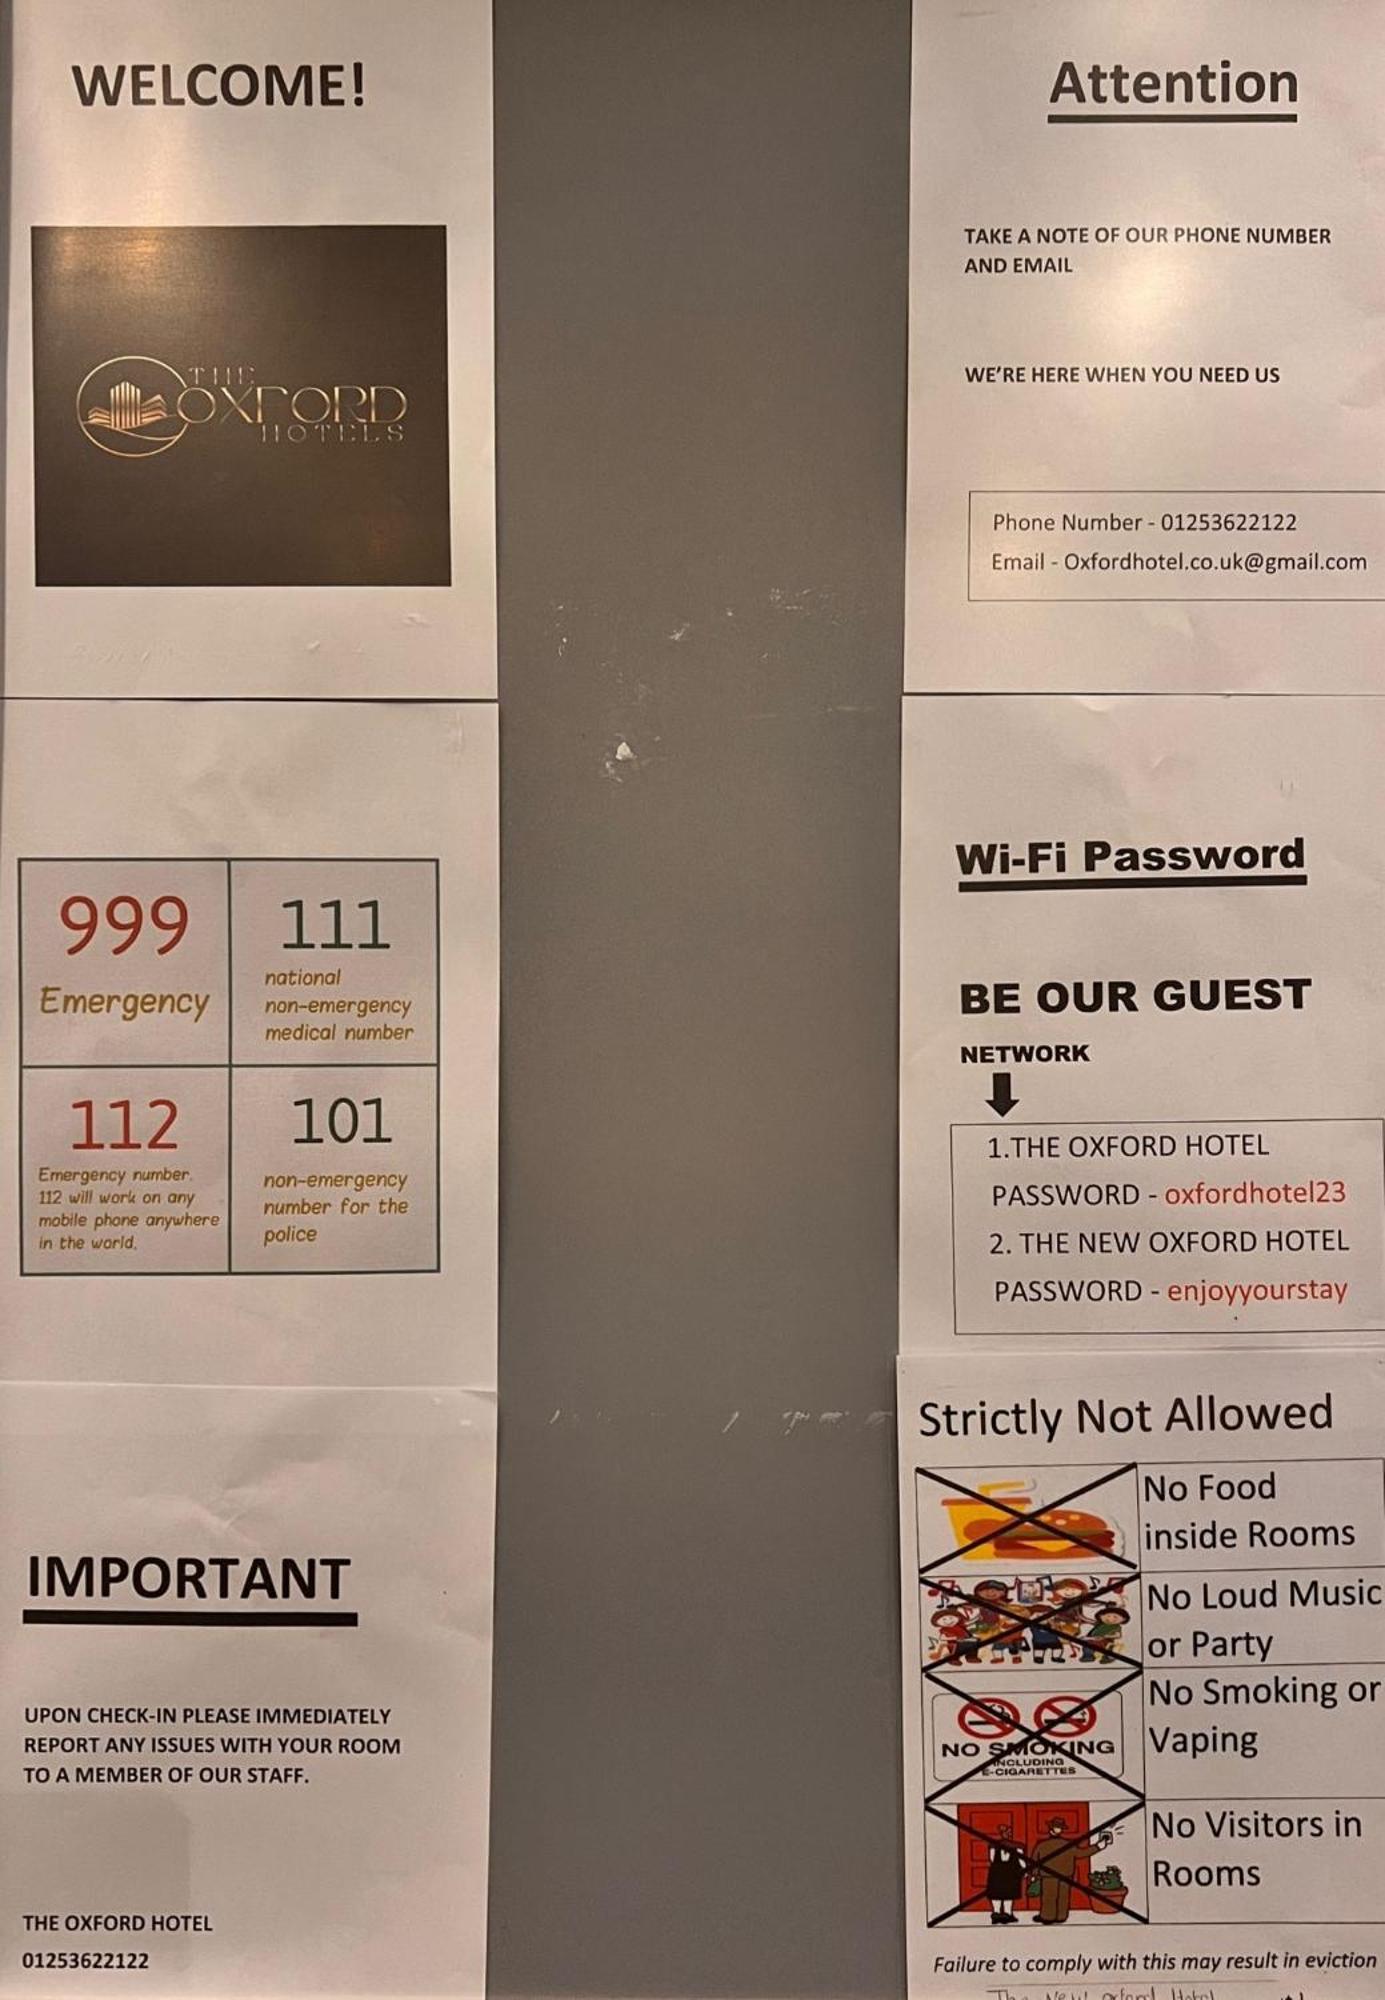 WELCOME!
THE
OXFORD
HOTELS
999
Emergency
111
national
non-emergency
medical number
112
Emergency number.
112 will work on any
mobile phone anywhere
in the world.
101
non-emergency
number for the
police
IMPORTANT
UPON CHECK-IN PLEASE IMMEDIATELY
REPORT ANY ISSUES WITH YOUR ROOM
TO A MEMBER OF OUR STAFF.
THE OXFORD HOTEL
01253622122
Attention
TAKE A NOTE OF OUR PHONE NUMBER
AND EMAIL
WE'RE HERE WHEN YOU NEED US
Phone Number - 01253622122
Email - Oxfordhotel.co.uk@gmail.com
Wi-Fi Password
BE OUR GUEST
NETWORK
1.THE OXFORD HOTEL
PASSWORD - oxfordhotel23
2. THE NEW OXFORD HOTEL
PASSWORD - enjoyyourstay
Strictly Not Allowed
No Food
inside Rooms
No Loud Music
or Party
NO SMOKING
INCLUDING
E-CIGARETTES
No Smoking or
Vaping
No Visitors in
Rooms
Failure to comply with this may result in eviction
The New Oxford Hotel